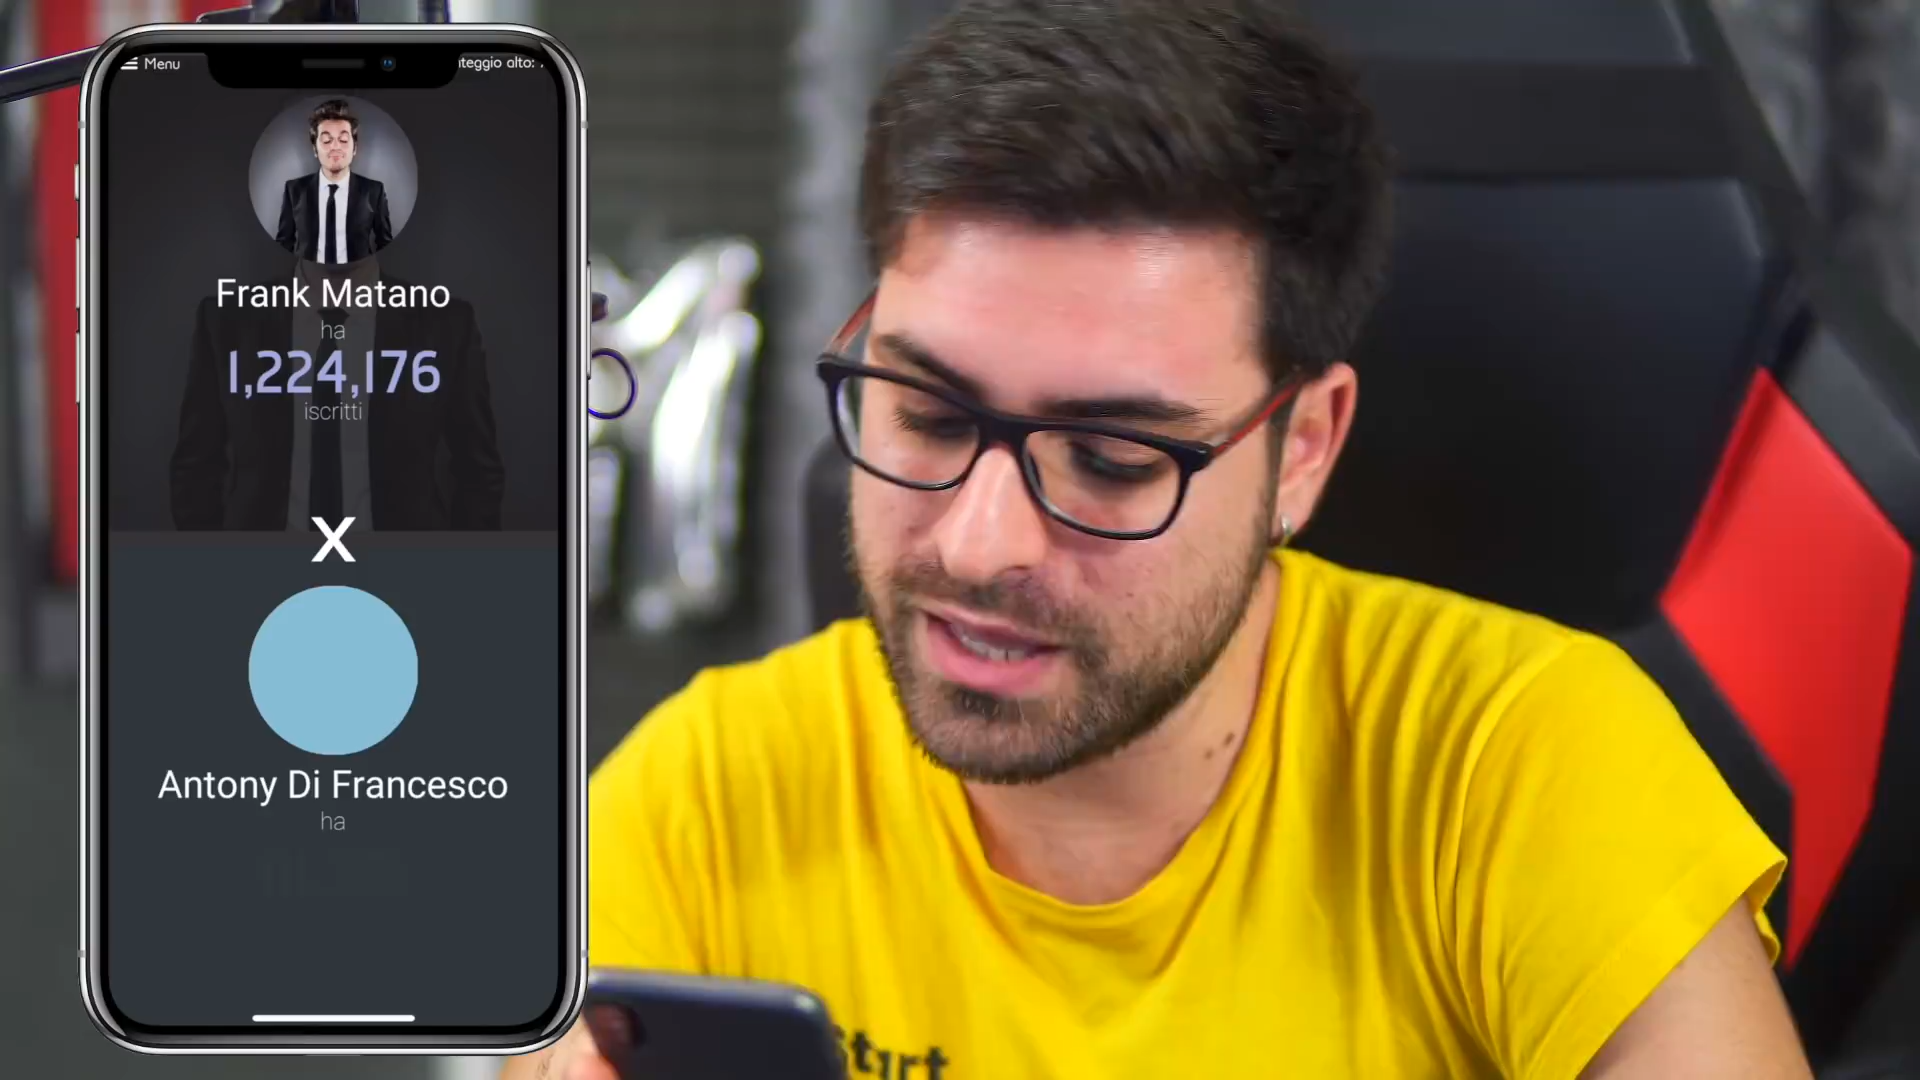 Menu
teggio alto:
Frank Matano
ha
1,224,176
iscritti
X
Antony Di Francesco
ha